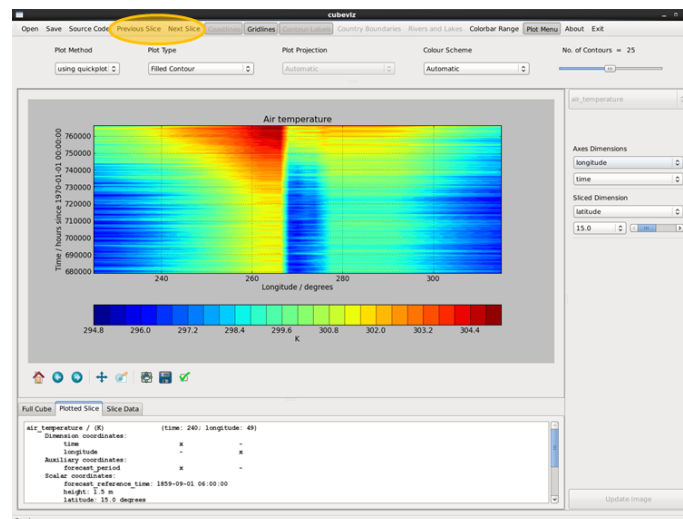 cubeviz
Open Save Source Code Previous Slice Next Slice Coastlines Gridlines Contour Labels Country Boundaries Rivers and Lakes Colorbar Range Plot Menu About Exit
Plot Method Plot Type Plot Projection Colour Scheme No. of Contours = 25
using quickplot Filled Contour Automatic Automatic
air_temperature
Air temperature
Time / hours since 1970-01-01 00:00:00
760000
750000
740000
730000
720000
710000
700000
690000
680000
240 260 280 300
Longitude / degrees
294.8 296.0 297.2 298.4 299.6 300.8 302.0 303.2 304.4
K
Axes Dimensions
longitude
time
Sliced Dimension
latitude
15.0
Full Cube Plotted Slice Slice Data
air_temperature / (K) (time: 240; longitude: 49)
Dimension coordinates:
time x -
longitude - x
Auxiliary coordinates:
forecast_period x -
Scalar coordinates:
forecast_reference_time: 1859-09-01 06:00:00
height: 1.5 m
latitude: 15.0 degrees
Update Image